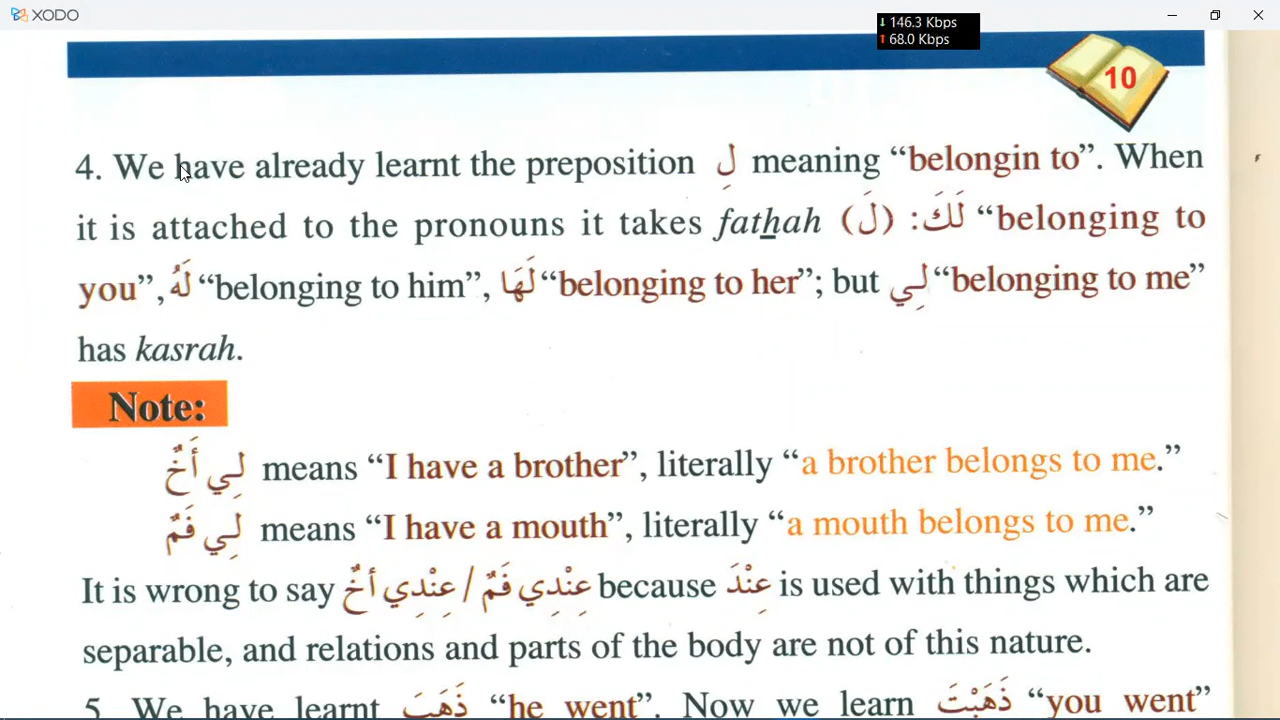 XODO
↓ 146.3 Kbps
↑ 68.0 Kbps
10
4. We have already learnt the preposition لِ meaning “belongin to”. When
it is attached to the pronouns it takes fathah (لَ) :لَكَ “belonging to
you”, لَهُ “belonging to him”, لَهَا “belonging to her”; but لِي “belonging to me”
has kasrah.
Note:
لِي أَخٌ means “I have a brother”, literally “a brother belongs to me.”
لِي فَمٌ means “I have a mouth”, literally “a mouth belongs to me.”
It is wrong to say عِنْدِي فَمٌ / عِنْدِي أخٌ because عِنْدَ is used with things which are
separable, and relations and parts of the body are not of this nature.
5. We have learnt ذَهَبَ “he went”. Now we learn ذَهَبْتَ “you went”